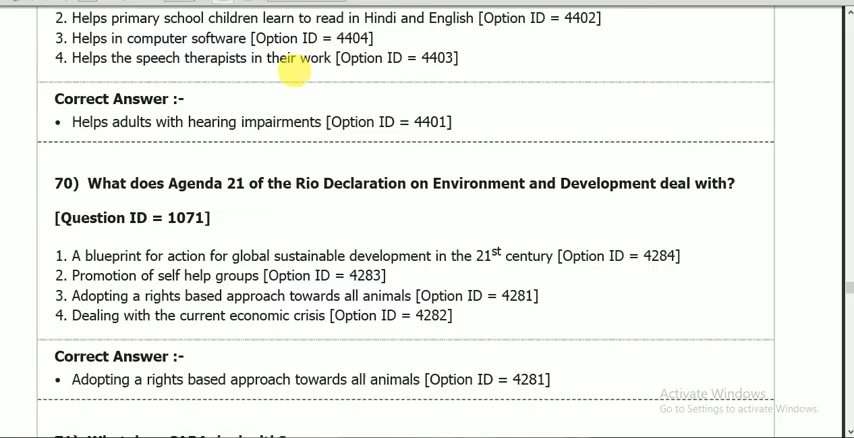 2. Helps primary school children learn to read in Hindi and English [Option ID = 4402]
3. Helps in computer software [Option ID = 4404]
4. Helps the speech therapists in their work [Option ID = 4403]
Correct Answer :-
• Helps adults with hearing impairments [Option ID = 4401]
70) What does Agenda 21 of the Rio Declaration on Environment and Development deal with?
[Question ID = 1071]
1. A blueprint for action for global sustainable development in the 21st century [Option ID = 4284]
2. Promotion of self help groups [Option ID = 4283]
3. Adopting a rights based approach towards all animals [Option ID = 4281]
4. Dealing with the current economic crisis [Option ID = 4282]
Correct Answer :-
• Adopting a rights based approach towards all animals [Option ID = 4281]
Activate Windows
Go to Settings to activate Windows.